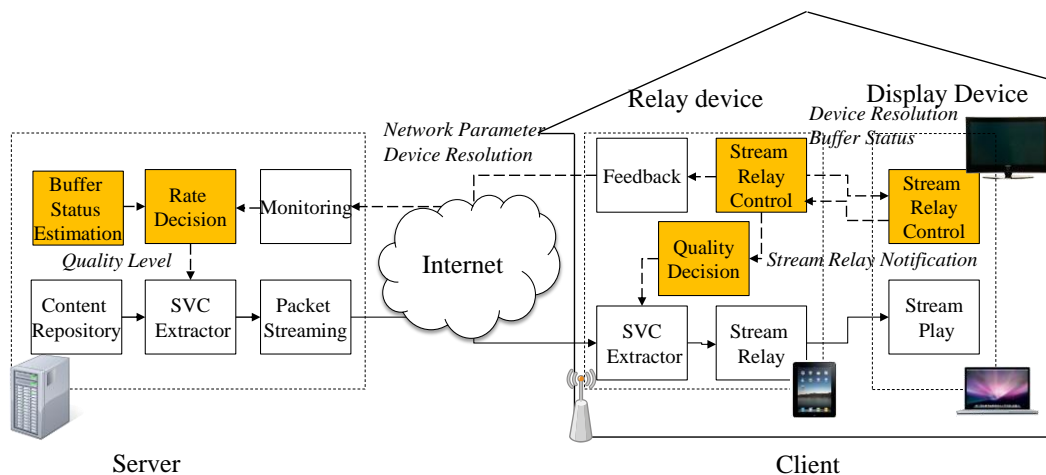 Relay device
Display Device
Network Parameter
Device Resolution
Device Resolution
Buffer Status
Buffer
Status
Estimation
Rate
Decision
Monitoring
Feedback
Stream
Relay
Control
Stream
Relay
Control
Quality Level
Internet
Quality
Decision
Stream Relay Notification
Content
Repository
SVC
Extractor
Packet
Streaming
SVC
Extractor
Stream
Relay
Stream
Play
Server
Client